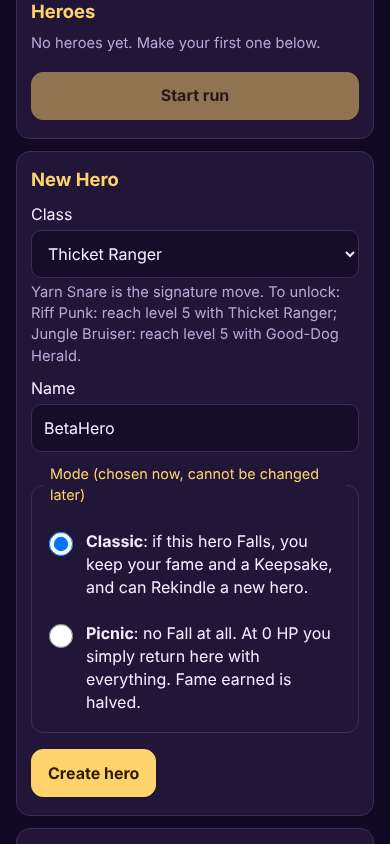 Heroes
No heroes yet. Make your first one below.
Start run
New Hero
Class
Thicket Ranger
Yarn Snare is the signature move. To unlock:
Riff Punk: reach level 5 with Thicket Ranger;
Jungle Bruiser: reach level 5 with Good-Dog
Herald.
Name
BetaHero
Mode (chosen now, cannot be changed
later)
Classic: if this hero Falls, you
keep your fame and a Keepsake,
and can Rekindle a new hero.
Picnic: no Fall at all. At 0 HP you
simply return here with
everything. Fame earned is
halved.
Create hero